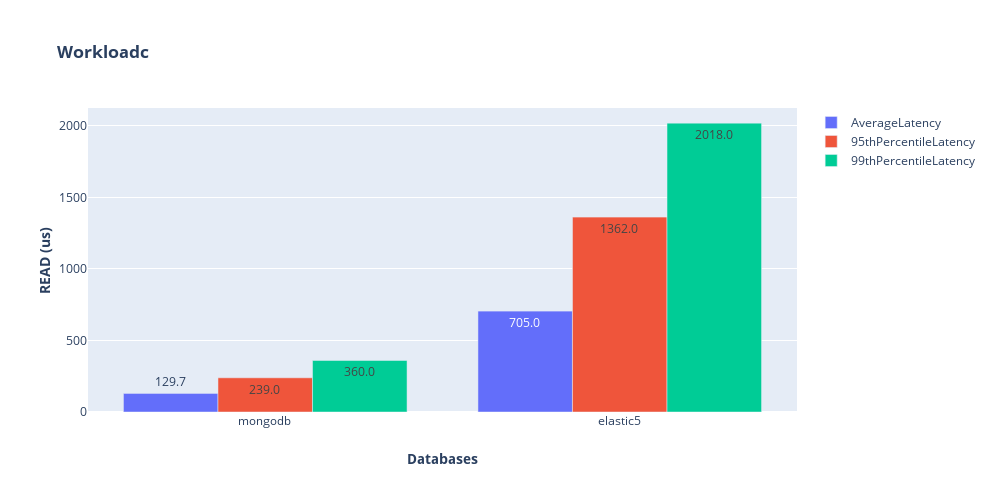 Workloadc
AverageLatency
95thPercentileLatency
99thPercentileLatency
READ (us)
2000
1500
1000
500
0
129.7
239.0
360.0
705.0
1362.0
2018.0
mongodb
elastic5
Databases